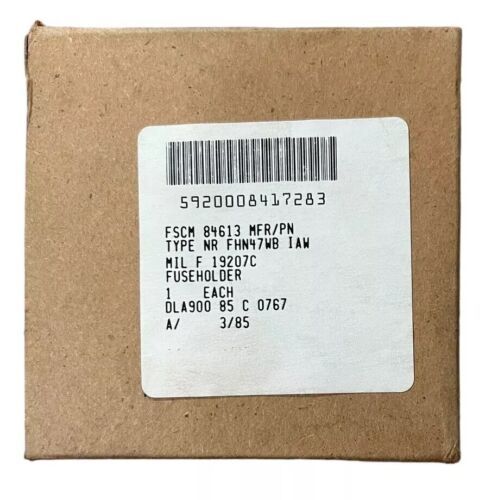 5920008417283
FSCM 84613 MFR/PN
TYPE NR FHN47WB IAW
MIL F 19207C
FUSEHOLDER
1 EACH
DLA900 85 C 0767
A/ 3/85